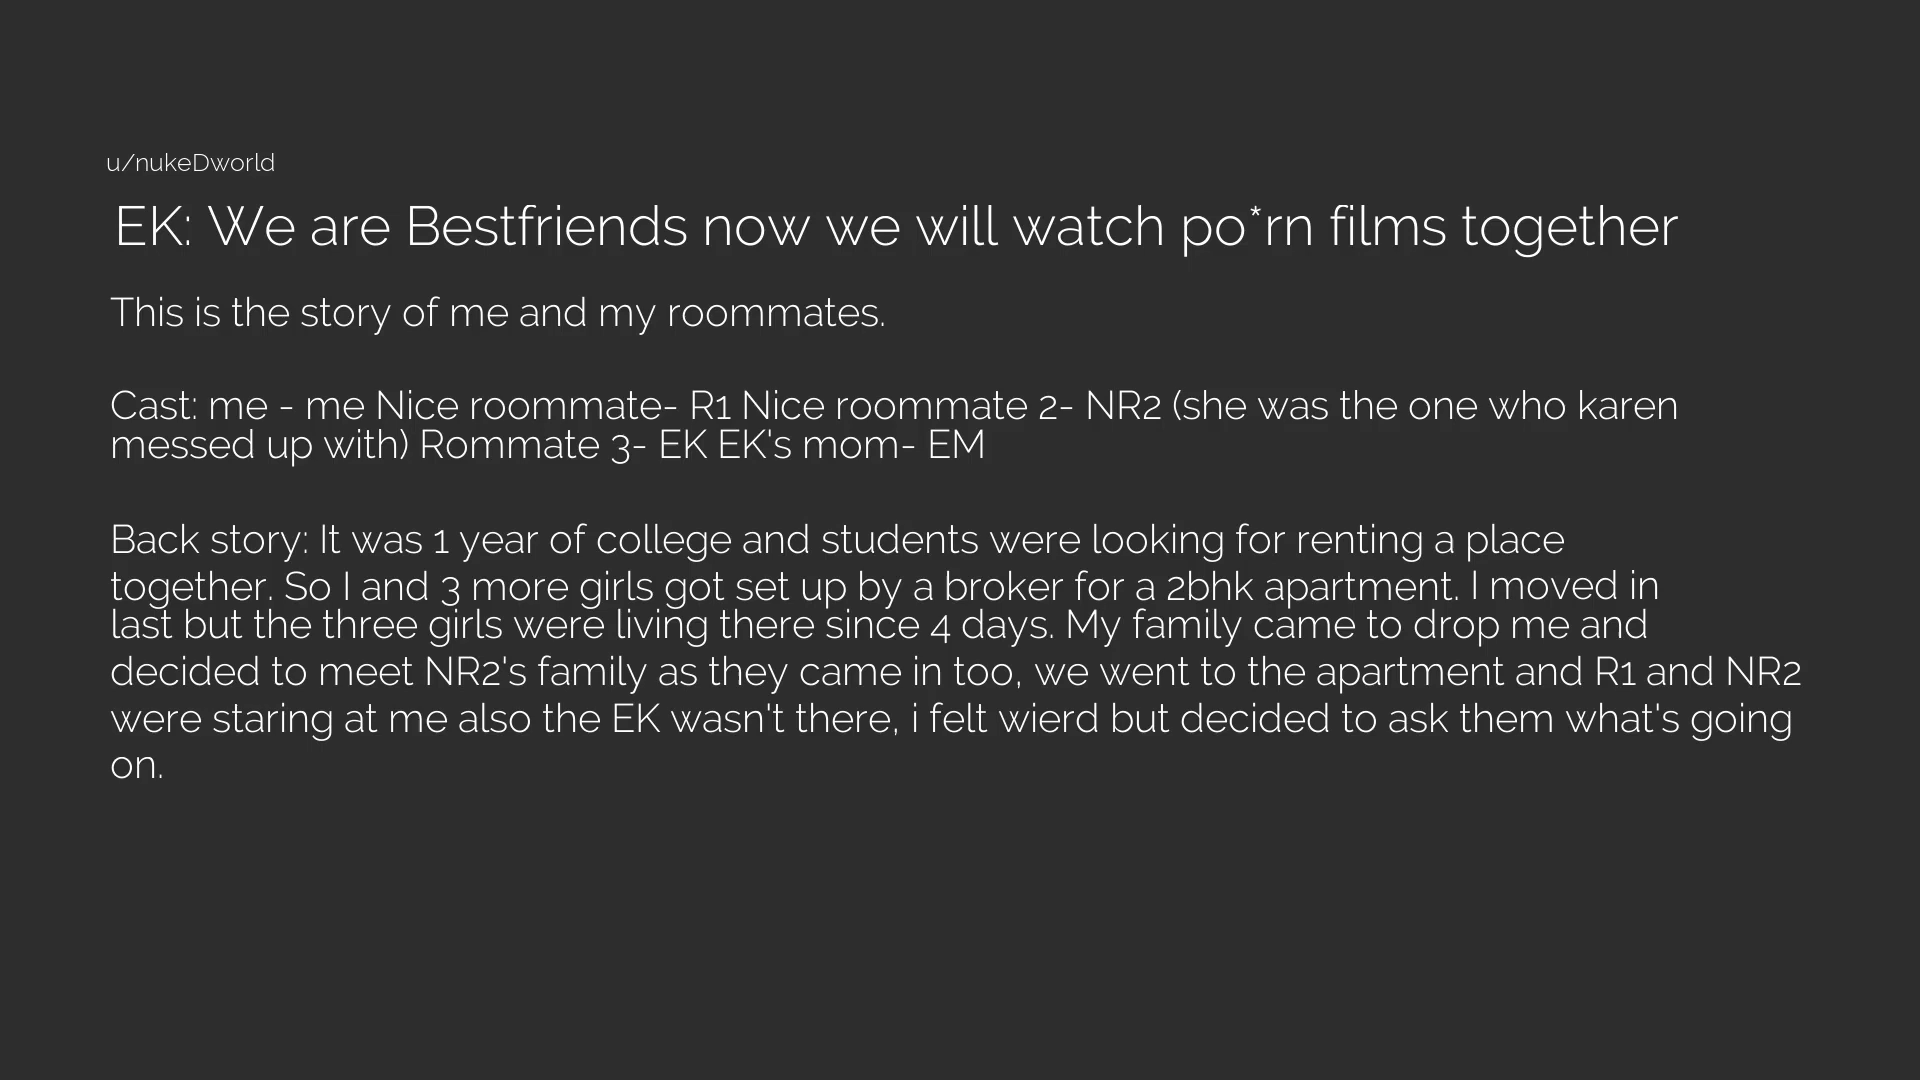 u/nukeDworld
EK: We are Bestfriends now we will watch po*rn films together
This is the story of me and my roommates.
Cast: me - me Nice roommate- R1 Nice roommate 2- NR2 (she was the one who karen
messed up with) Rommate 3- EK EK's mom- EM
Back story: It was 1 year of college and students were looking for renting a place
together. So I and 3 more girls got set up by a broker for a 2bhk apartment. I moved in
last but the three girls were living there since 4 days. My family came to drop me and
decided to meet NR2's family as they came in too, we went to the apartment and R1 and NR2
were staring at me also the EK wasn't there, i felt wierd but decided to ask them what's going
on.